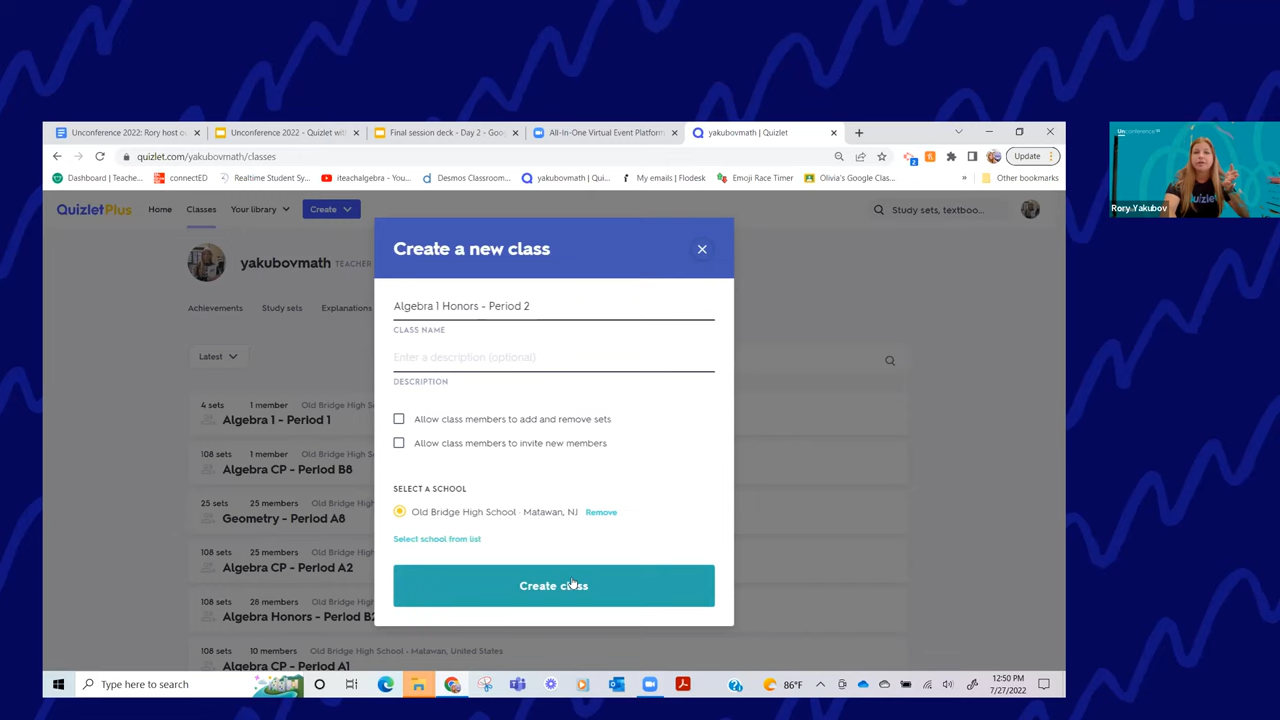 Unconference 2022: Rory host o
Unconference 2022 - Quizlet wit
Final session deck - Day 2 - Goo
All-In-One Virtual Event Platform
yakubovmath | Quizlet
quizlet.com/yakubovmath/classes
Update
Dashboard | Teache...
connectED
Realtime Student Sy...
iteachalgebra - You...
Desmos Classroom...
yakubovmath | Qui...
My emails | Flodesk
Emoji Race Timer
Olivia's Google Clas...
»
Other bookmarks
QuizletPlus
Home
Classes
Your library
Create
Study sets, textboo...
yakubovmath TEACHER
Achievements
Study sets
Explanations
Latest
4 sets 1 member Old Bridge High S
Algebra 1 - Period 1
108 sets 1 member Old Bridge High
Algebra CP - Period B8
25 sets 25 members Old Bridge High
Geometry - Period A8
108 sets 25 members Old Bridge High
Algebra CP - Period A2
108 sets 28 members Old Bridge High
Algebra Honors - Period B2
108 sets 10 members Old Bridge High School - Matawan, United States
Algebra CP - Period A1
Create a new class
Algebra 1 Honors - Period 2
CLASS NAME
Enter a description (optional)
DESCRIPTION
Allow class members to add and remove sets
Allow class members to invite new members
SELECT A SCHOOL
Old Bridge High School · Matawan, NJ Remove
Select school from list
Create class
Type here to search
86°F
12:50 PM
7/27/2022
Unconference
Quizlet
Rory Yakubov